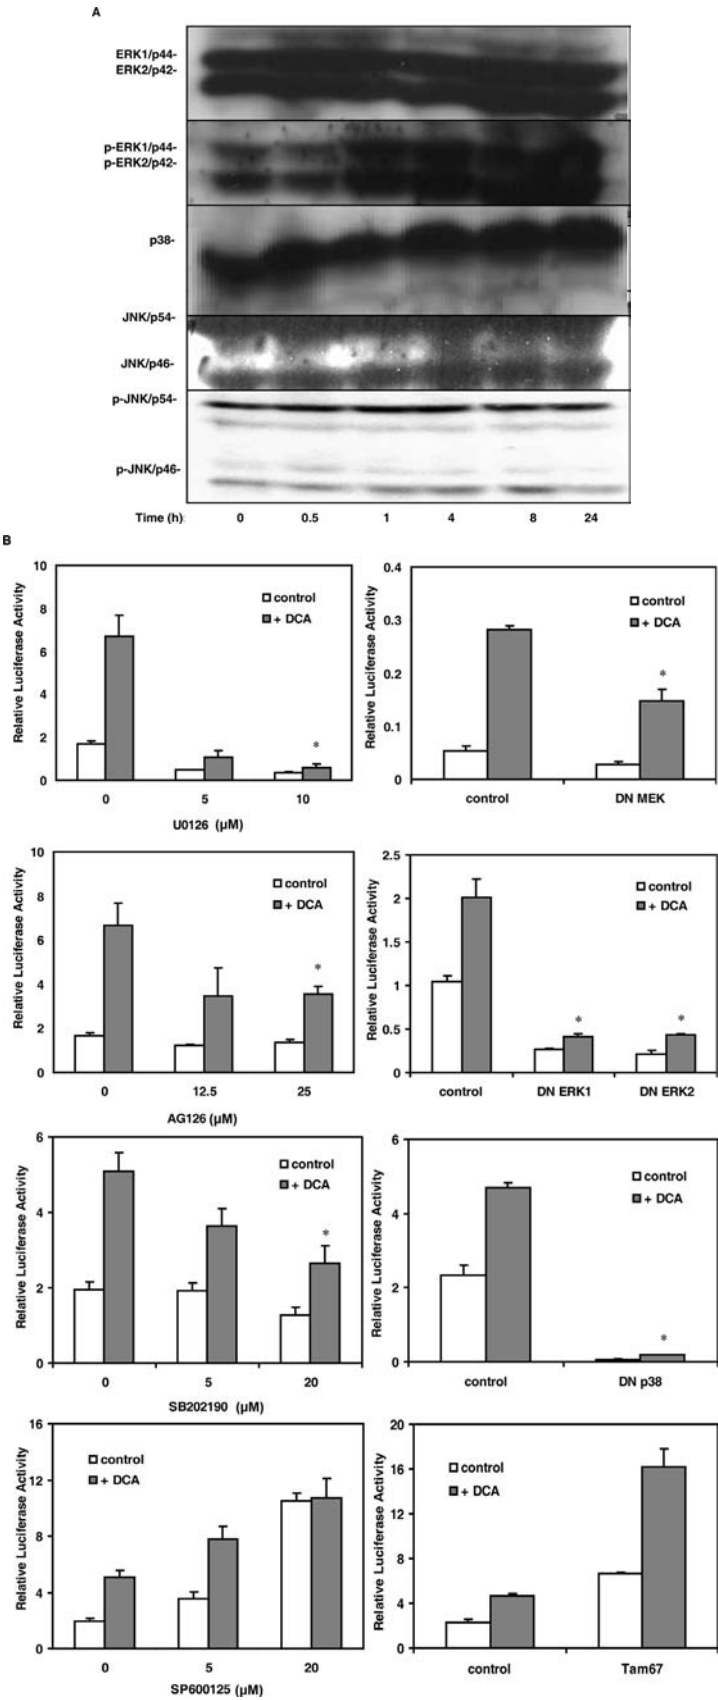 A
ERK1/p44-
ERK2/p42-
p-ERK1/p44-
p-ERK2/p42-
p38-
JNK/p54-
JNK/p46-
p-JNK/p54-
p-JNK/p46-
Time (h) 0 0.5 1 4 8 24
B
Relative Luciferase Activity
10
8
6
4
2
0
control
+ DCA
*
0 5 10
U0126 (µM)
Relative Luciferase Activity
0.4
0.3
0.2
0.1
0
control
+ DCA
*
control DN MEK
Relative Luciferase Activity
10
8
6
4
2
0
control
+ DCA
*
0 12.5 25
AG126 (µM)
Relative Luciferase Activity
2.5
2
1.5
1
0.5
0
control
+ DCA
* *
control DN ERK1 DN ERK2
Relative Luciferase Activity
6
4
2
0
control
+ DCA
*
0 5 20
SB202190 (µM)
Relative Luciferase Activity
6
4
2
0
control
+ DCA
*
control DN p38
Relative Luciferase Activity
16
12
8
4
0
control
+ DCA
0 5 20
SP600125 (µM)
Relative Luciferase Activity
20
16
12
8
4
0
control
+ DCA
control Tam67